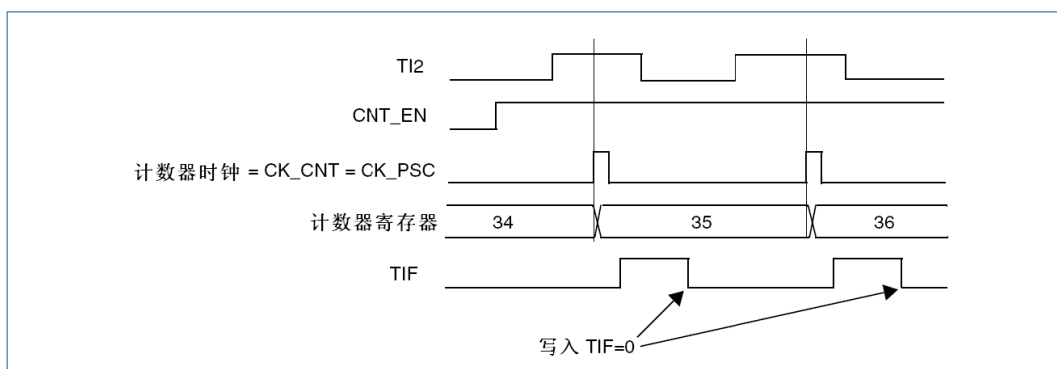 TI2
CNT_EN
计数器时钟 = CK_CNT = CK_PSC
计数器寄存器
34
35
36
TIF
写入 TIF=0